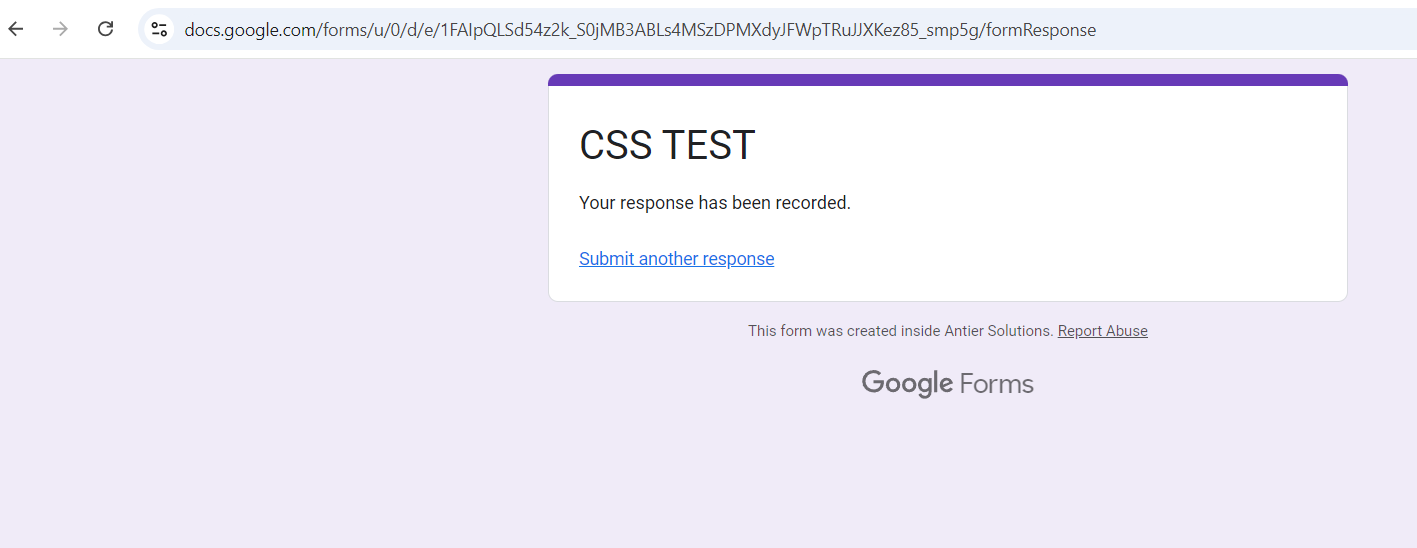 docs.google.com/forms/u/0/d/e/1FAIpQLSd54z2k_S0jMB3ABLs4MSzDPMXdyJFWpTRuJJXKez85_smp5g/formResponse
CSS TEST
Your response has been recorded.
Submit another response
This form was created inside Antier Solutions. Report Abuse
Google Forms